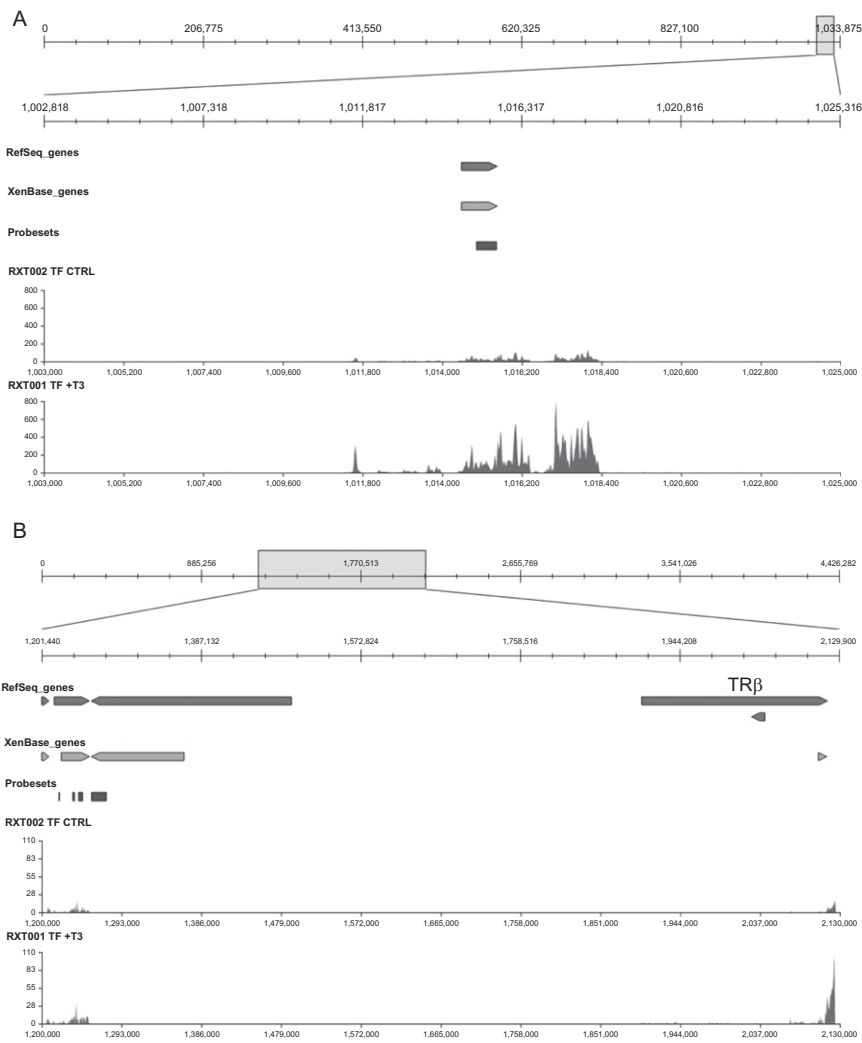 A
0 206,775 413,550 620,325 827,100 1,033,875
1,002,818 1,007,318 1,011,817 1,016,317 1,020,816 1,025,316
RefSeq_genes
XenBase_genes
Probesets
RXT002 TF CTRL
800
600
400
200
0
1,003,000 1,005,200 1,007,400 1,009,600 1,011,800 1,014,000 1,016,200 1,018,400 1,020,600 1,022,800 1,025,000
RXT001 TF +T3
800
600
400
200
0
1,003,000 1,005,200 1,007,400 1,009,600 1,011,800 1,014,000 1,016,200 1,018,400 1,020,600 1,022,800 1,025,000
B
0 885,256 1,770,513 2,655,769 3,541,026 4,426,282
1,201,440 1,387,132 1,572,824 1,758,516 1,944,208 2,129,900
RefSeq_genes
TRβ
XenBase_genes
Probesets
RXT002 TF CTRL
110
83
55
28
0
1,200,000 1,293,000 1,386,000 1,479,000 1,572,000 1,665,000 1,758,000 1,851,000 1,944,000 2,037,000 2,130,000
RXT001 TF +T3
110
83
55
28
0
1,200,000 1,293,000 1,386,000 1,479,000 1,572,000 1,665,000 1,758,000 1,851,000 1,944,000 2,037,000 2,130,000